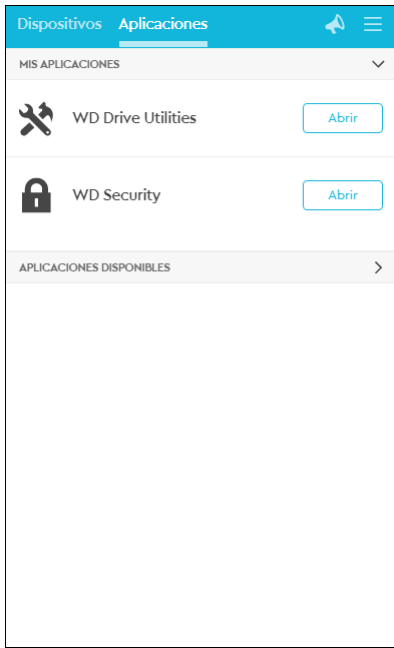 Dispositivos Aplicaciones
MIS APLICACIONES
WD Drive Utilities Abrir
WD Security Abrir
APLICACIONES DISPONIBLES